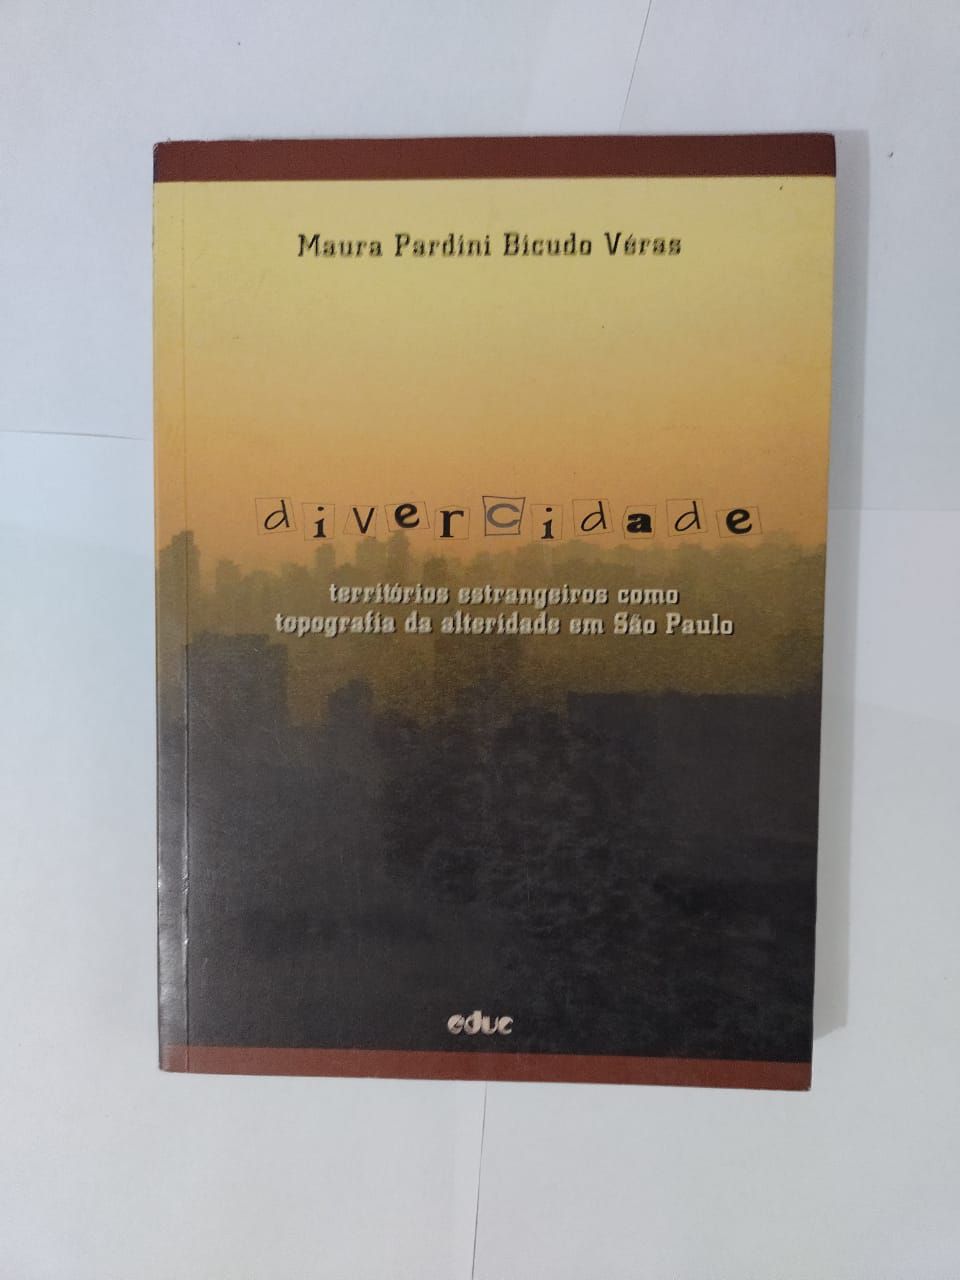 Maura Pardini Bicudo Véras
divercidade
territórios estrangeiros como
topografia da alteridade em São Paulo
educ